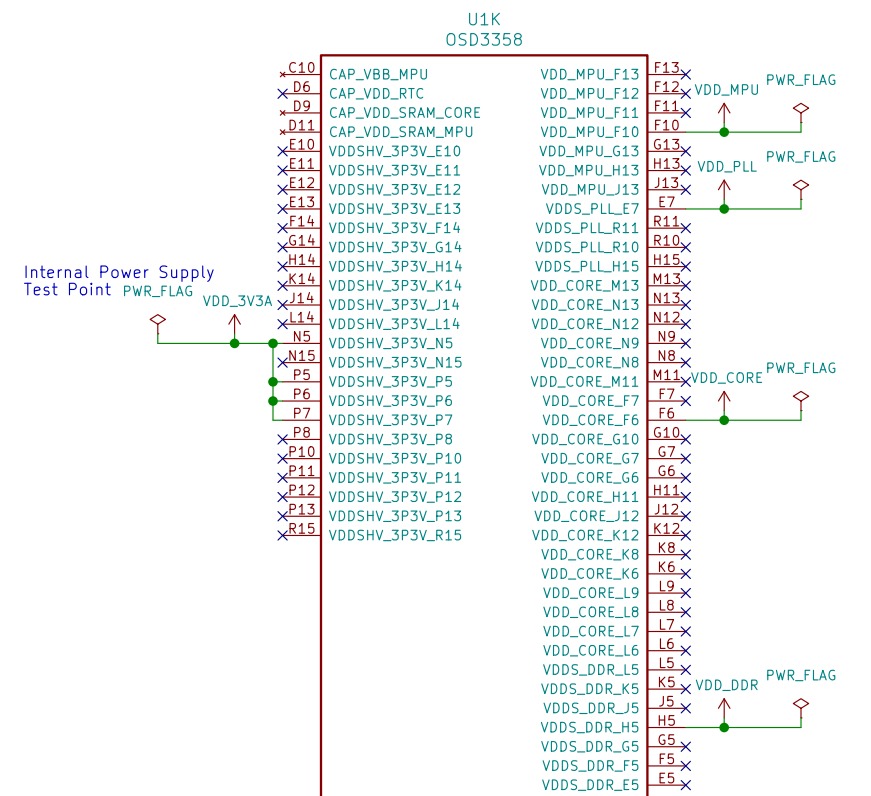 U1K
OSD3358
C10 CAP_VBB_MPU VDD_MPU_F13 F13
D6 CAP_VDD_RTC VDD_MPU_F12 F12 VDD_MPU PWR_FLAG
D9 CAP_VDD_SRAM_CORE VDD_MPU_F11 F11
D11 CAP_VDD_SRAM_MPU VDD_MPU_F10 F10
E10 VDDSHV_3P3V_E10 VDD_MPU_G13 G13
E11 VDDSHV_3P3V_E11 VDD_MPU_H13 H13 VDD_PLL PWR_FLAG
E12 VDDSHV_3P3V_E12 VDD_MPU_J13 J13
E13 VDDSHV_3P3V_E13 VDDS_PLL_E7 E7
F14 VDDSHV_3P3V_F14 VDDS_PLL_R11 R11
G14 VDDSHV_3P3V_G14 VDDS_PLL_R10 R10
H14 VDDSHV_3P3V_H14 VDDS_PLL_H15 H15
Internal Power Supply
Test Point PWR_FLAG
K14 VDDSHV_3P3V_K14 VDD_CORE_M13 M13
VDD_3V3A J14 VDDSHV_3P3V_J14 VDD_CORE_N13 N13
L14 VDDSHV_3P3V_L14 VDD_CORE_N12 N12
N5 VDDSHV_3P3V_N5 VDD_CORE_N9 N9
N15 VDDSHV_3P3V_N15 VDD_CORE_N8 N8
P5 VDDSHV_3P3V_P5 VDD_CORE_M11 M11 VDD_CORE PWR_FLAG
P6 VDDSHV_3P3V_P6 VDD_CORE_F7 F7
P7 VDDSHV_3P3V_P7 VDD_CORE_F6 F6
P8 VDDSHV_3P3V_P8 VDD_CORE_G10 G10
P10 VDDSHV_3P3V_P10 VDD_CORE_G7 G7
P11 VDDSHV_3P3V_P11 VDD_CORE_G6 G6
P12 VDDSHV_3P3V_P12 VDD_CORE_H11 H11
P13 VDDSHV_3P3V_P13 VDD_CORE_J12 J12
R15 VDDSHV_3P3V_R15 VDD_CORE_K12 K12
VDD_CORE_K8 K8
VDD_CORE_K6 K6
VDD_CORE_L9 L9
VDD_CORE_L8 L8
VDD_CORE_L7 L7
VDD_CORE_L6 L6
VDDS_DDR_L5 L5
VDDS_DDR_K5 K5 VDD_DDR PWR_FLAG
VDDS_DDR_J5 J5
VDDS_DDR_H5 H5
VDDS_DDR_G5 G5
VDDS_DDR_F5 F5
VDDS_DDR_E5 E5